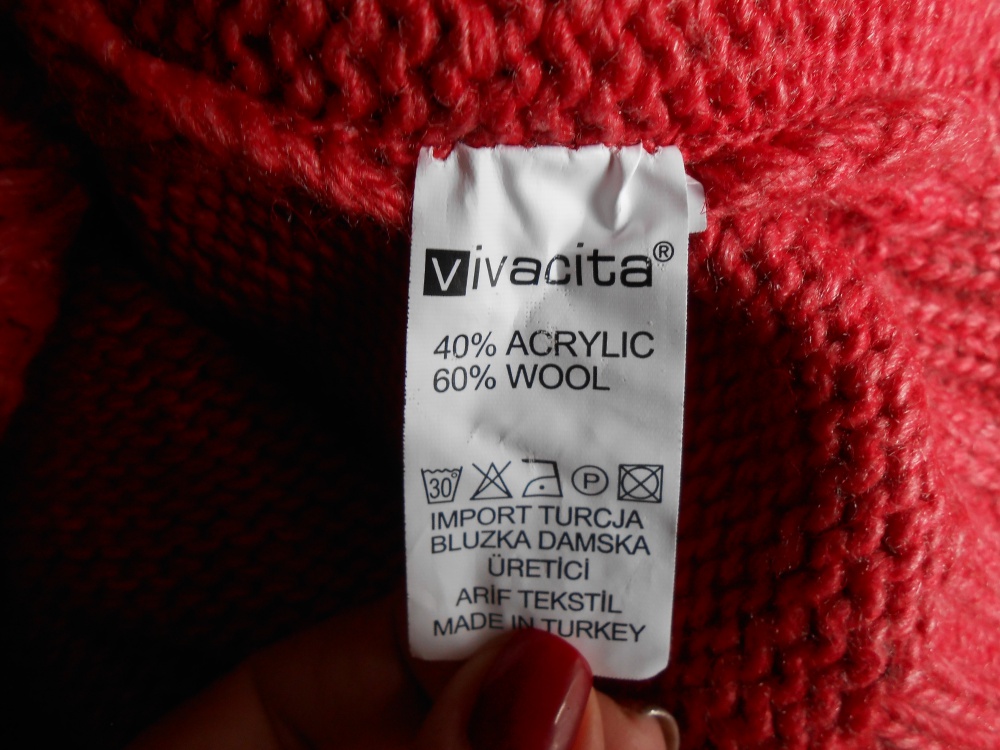 vivacita®
40% ACRYLIC
60% WOOL
30° P
IMPORT TURCJA
BLUZKA DAMSKA
ÜRETİCİ
ARİF TEKSTİL
MADE IN TURKEY